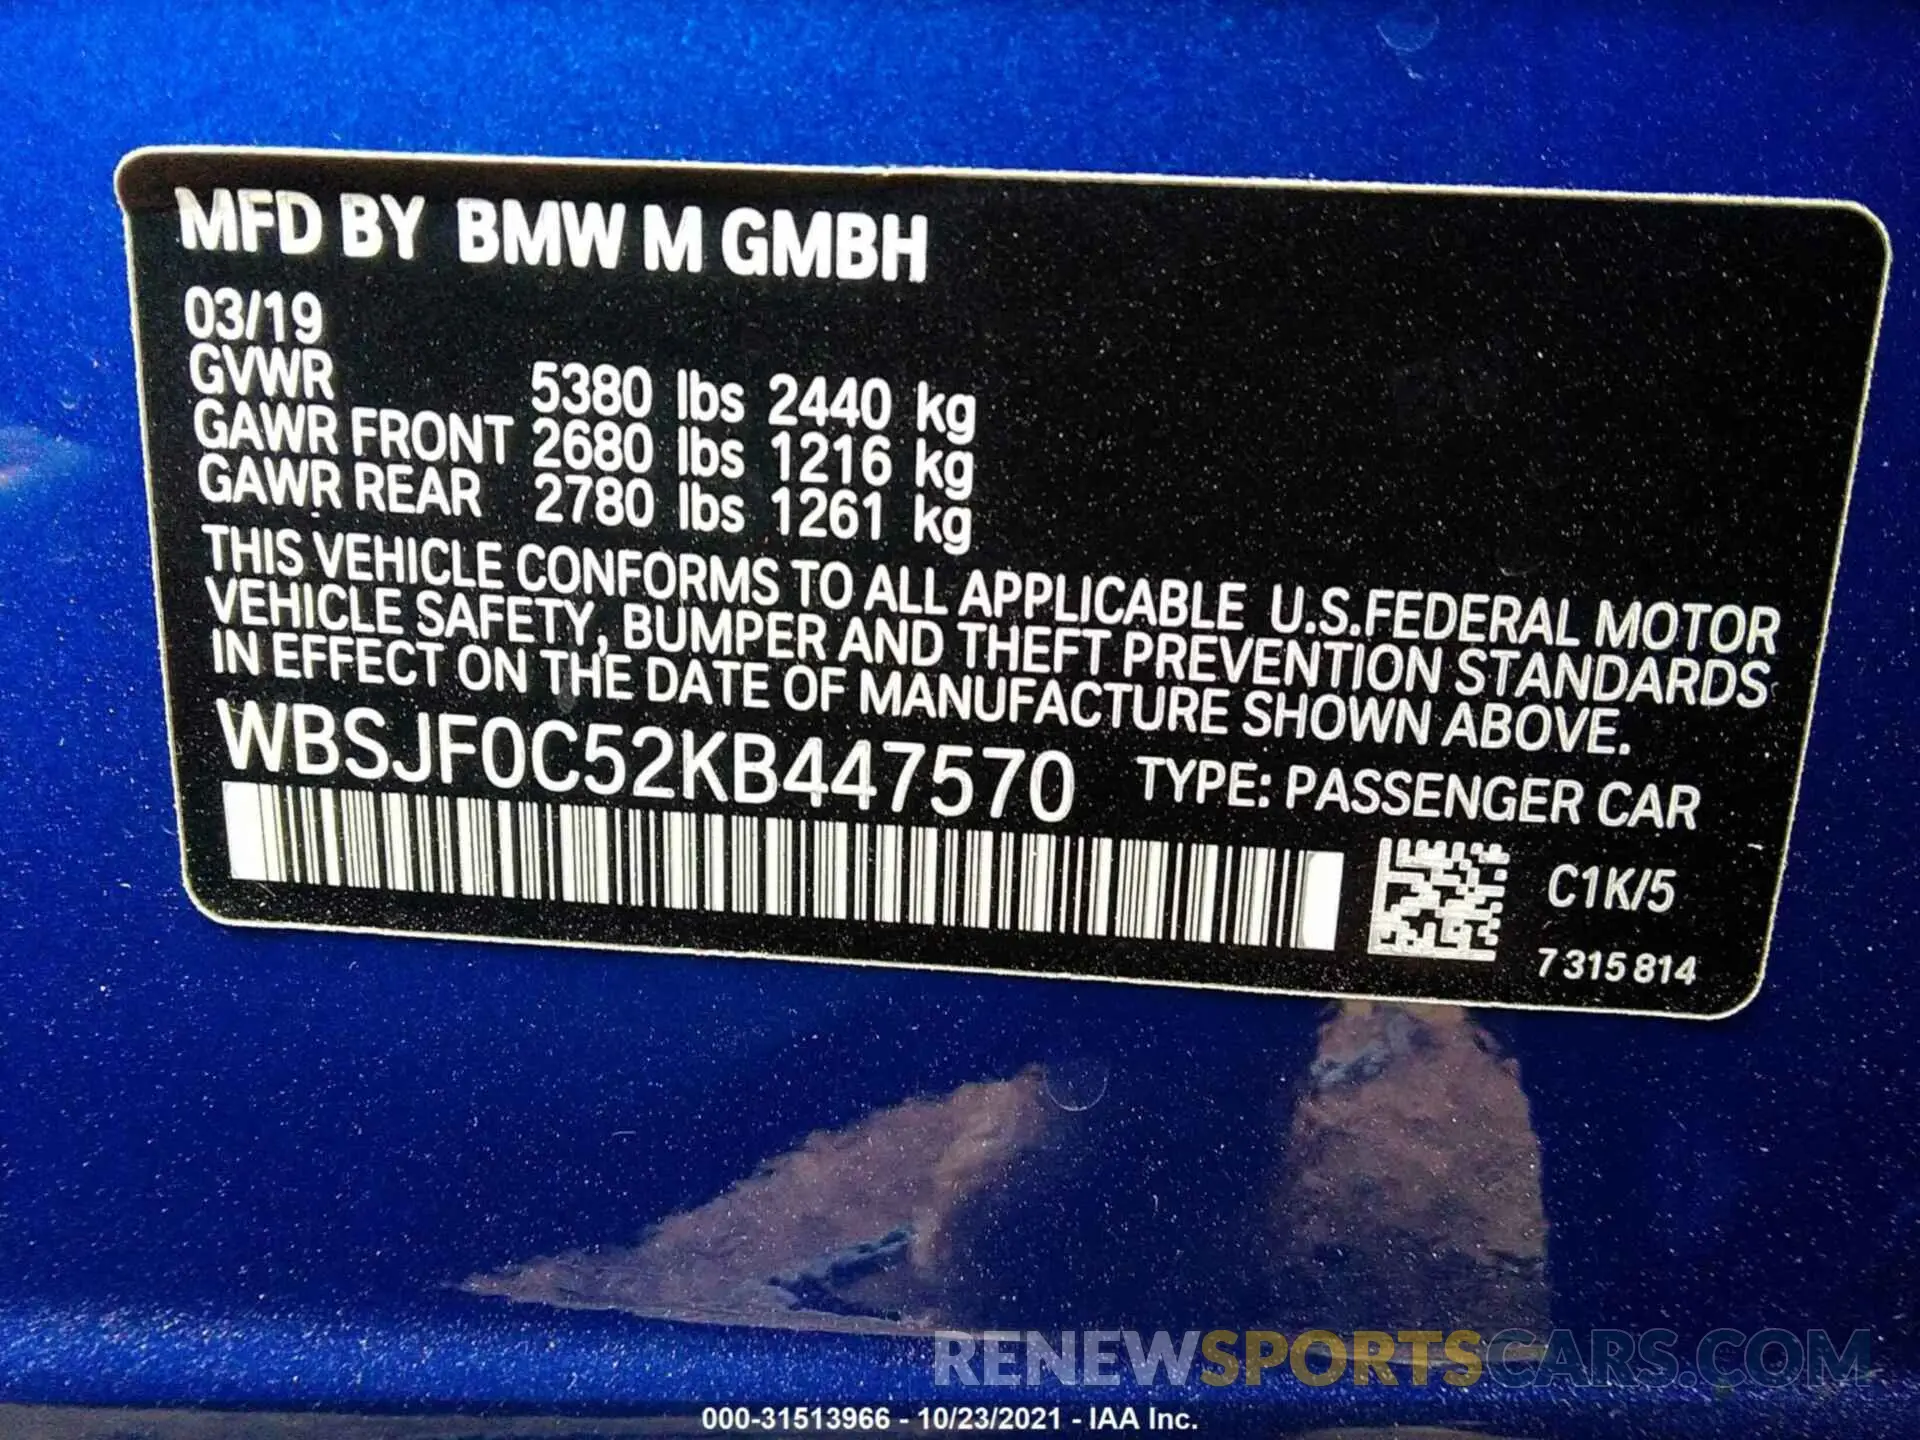 MFD BY BMW M GMBH
03/19
GVWR 5380 lbs 2440 kg
GAWR FRONT 2680 lbs 1216 kg
GAWR REAR 2780 lbs 1261 kg
THIS VEHICLE CONFORMS TO ALL APPLICABLE U.S.FEDERAL MOTOR
VEHICLE SAFETY, BUMPER AND THEFT PREVENTION STANDARDS
IN EFFECT ON THE DATE OF MANUFACTURE SHOWN ABOVE.
WBSJF0C52KB447570 TYPE: PASSENGER CAR
C1K/5
7 315 814
RENEWSPORTSCARS.COM
000-31513966 - 10/23/2021 - IAA Inc.